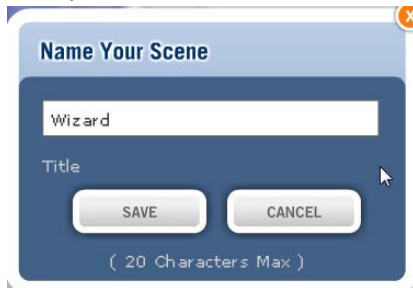 Name Your Scene
Wizard
Title
SAVE CANCEL
( 20 Characters Max )